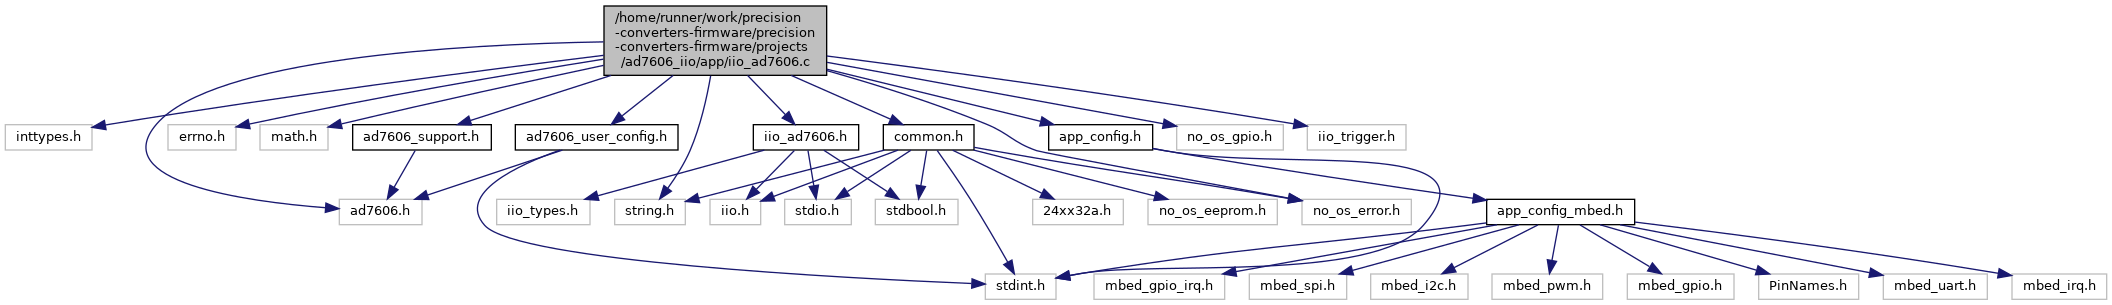 /home/runner/work/precision
-converters-firmware/precision
-converters-firmware/projects
/ad7606_iio/app/iio_ad7606.c
inttypes.h
errno.h
math.h
ad7606_support.h
ad7606_user_config.h
iio_ad7606.h
common.h
app_config.h
no_os_gpio.h
iio_trigger.h
ad7606.h
iio_types.h
string.h
iio.h
stdio.h
stdbool.h
24xx32a.h
no_os_eeprom.h
no_os_error.h
app_config_mbed.h
stdint.h
mbed_gpio_irq.h
mbed_spi.h
mbed_i2c.h
mbed_pwm.h
mbed_gpio.h
PinNames.h
mbed_uart.h
mbed_irq.h